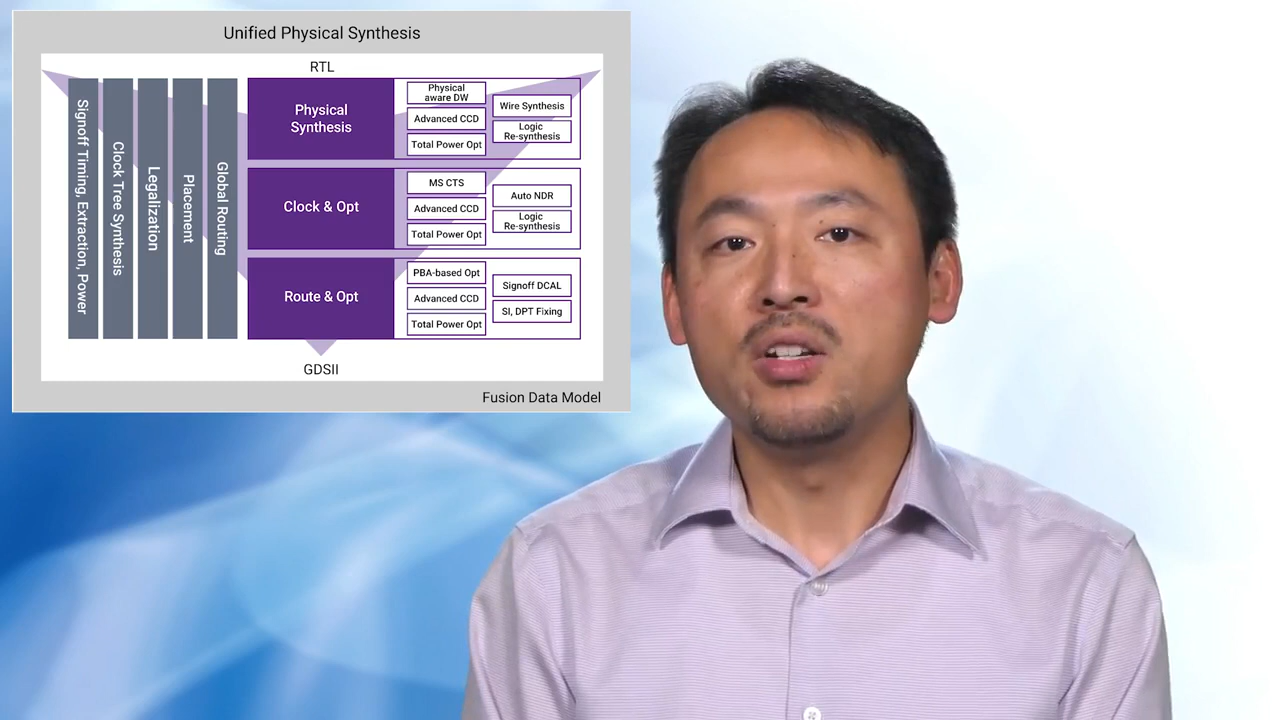 Unified Physical Synthesis
RTL
Signoff Timing, Extraction, Power
Clock Tree Synthesis
Legalization
Placement
Global Routing
Physical
Synthesis
Physical
aware DW
Advanced CCD
Total Power Opt
Wire Synthesis
Logic
Re-synthesis
Clock & Opt
MS CTS
Advanced CCD
Total Power Opt
Auto NDR
Logic
Re-synthesis
Route & Opt
PBA-based Opt
Advanced CCD
Total Power Opt
Signoff DCAL
SI, DPT Fixing
GDSII
Fusion Data Model